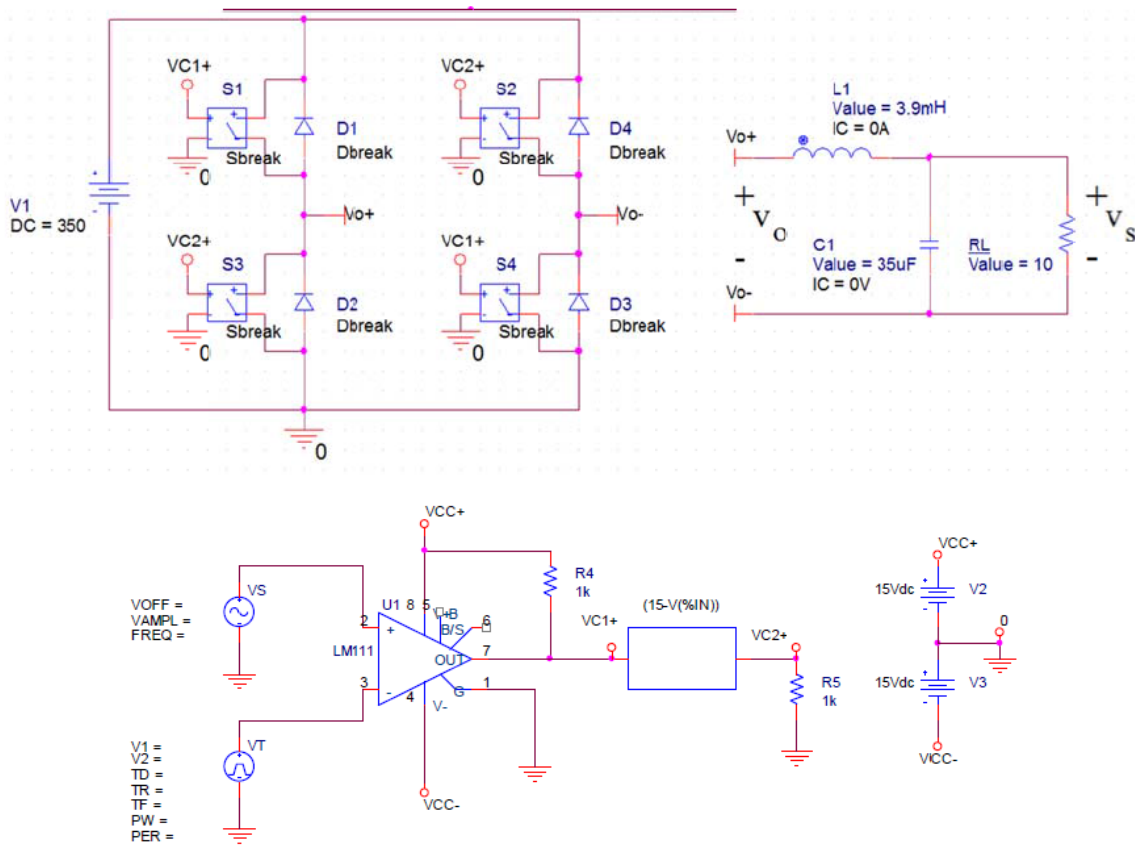 VC1+
S1
D1
Dbreak
Sbreak
0
VC2+
S2
D4
Dbreak
Sbreak
V1
DC = 350
Vo+
Vo-
VC2+
S3
D2
Dbreak
Sbreak
0
VC1+
S4
D3
Dbreak
Sbreak
0
0
L1
Value = 3.9mH
IC = 0A
Vo+
+
VO
-
Vo-
C1
Value = 35uF
IC = 0V
RL
Value = 10
+
VS
-
VCC+
VOFF =
VAMPL =
FREQ =
VS
2
+
U1
8
5
V+
B
B/S
6
R4
1k
LM111
OUT
7
3
-
4
V-
G
1
VC1+
(15-V(%IN))
VC2+
R5
1k
V1 =
V2 =
TD =
TR =
TF =
PW =
PER =
VT
VCC-
VCC+
15Vdc
V2
0
15Vdc
V3
VCC-